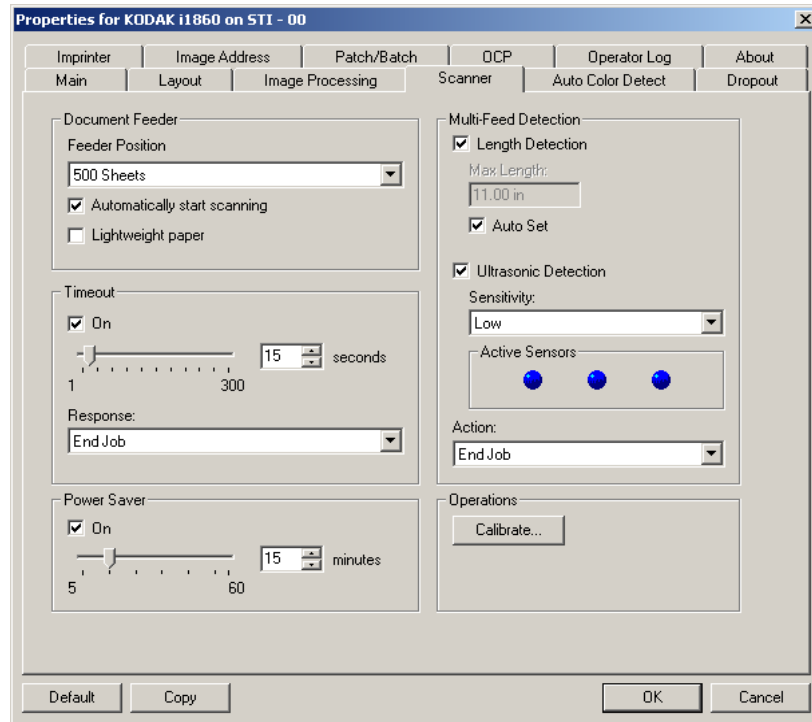 Properties for KODAK i1860 on STI - 00
Imprinter Image Address Patch/Batch OCP Operator Log About
Main Layout Image Processing Scanner Auto Color Detect Dropout
Document Feeder
Feeder Position
500 Sheets
Automatically start scanning
Lightweight paper
Timeout
On
15 seconds
1 300
Response:
End Job
Power Saver
On
15 minutes
5 60
Multi-Feed Detection
Length Detection
Max Length:
11.00 in
Auto Set
Ultrasonic Detection
Sensitivity:
Low
Active Sensors
Action:
End Job
Operations
Calibrate...
Default Copy OK Cancel